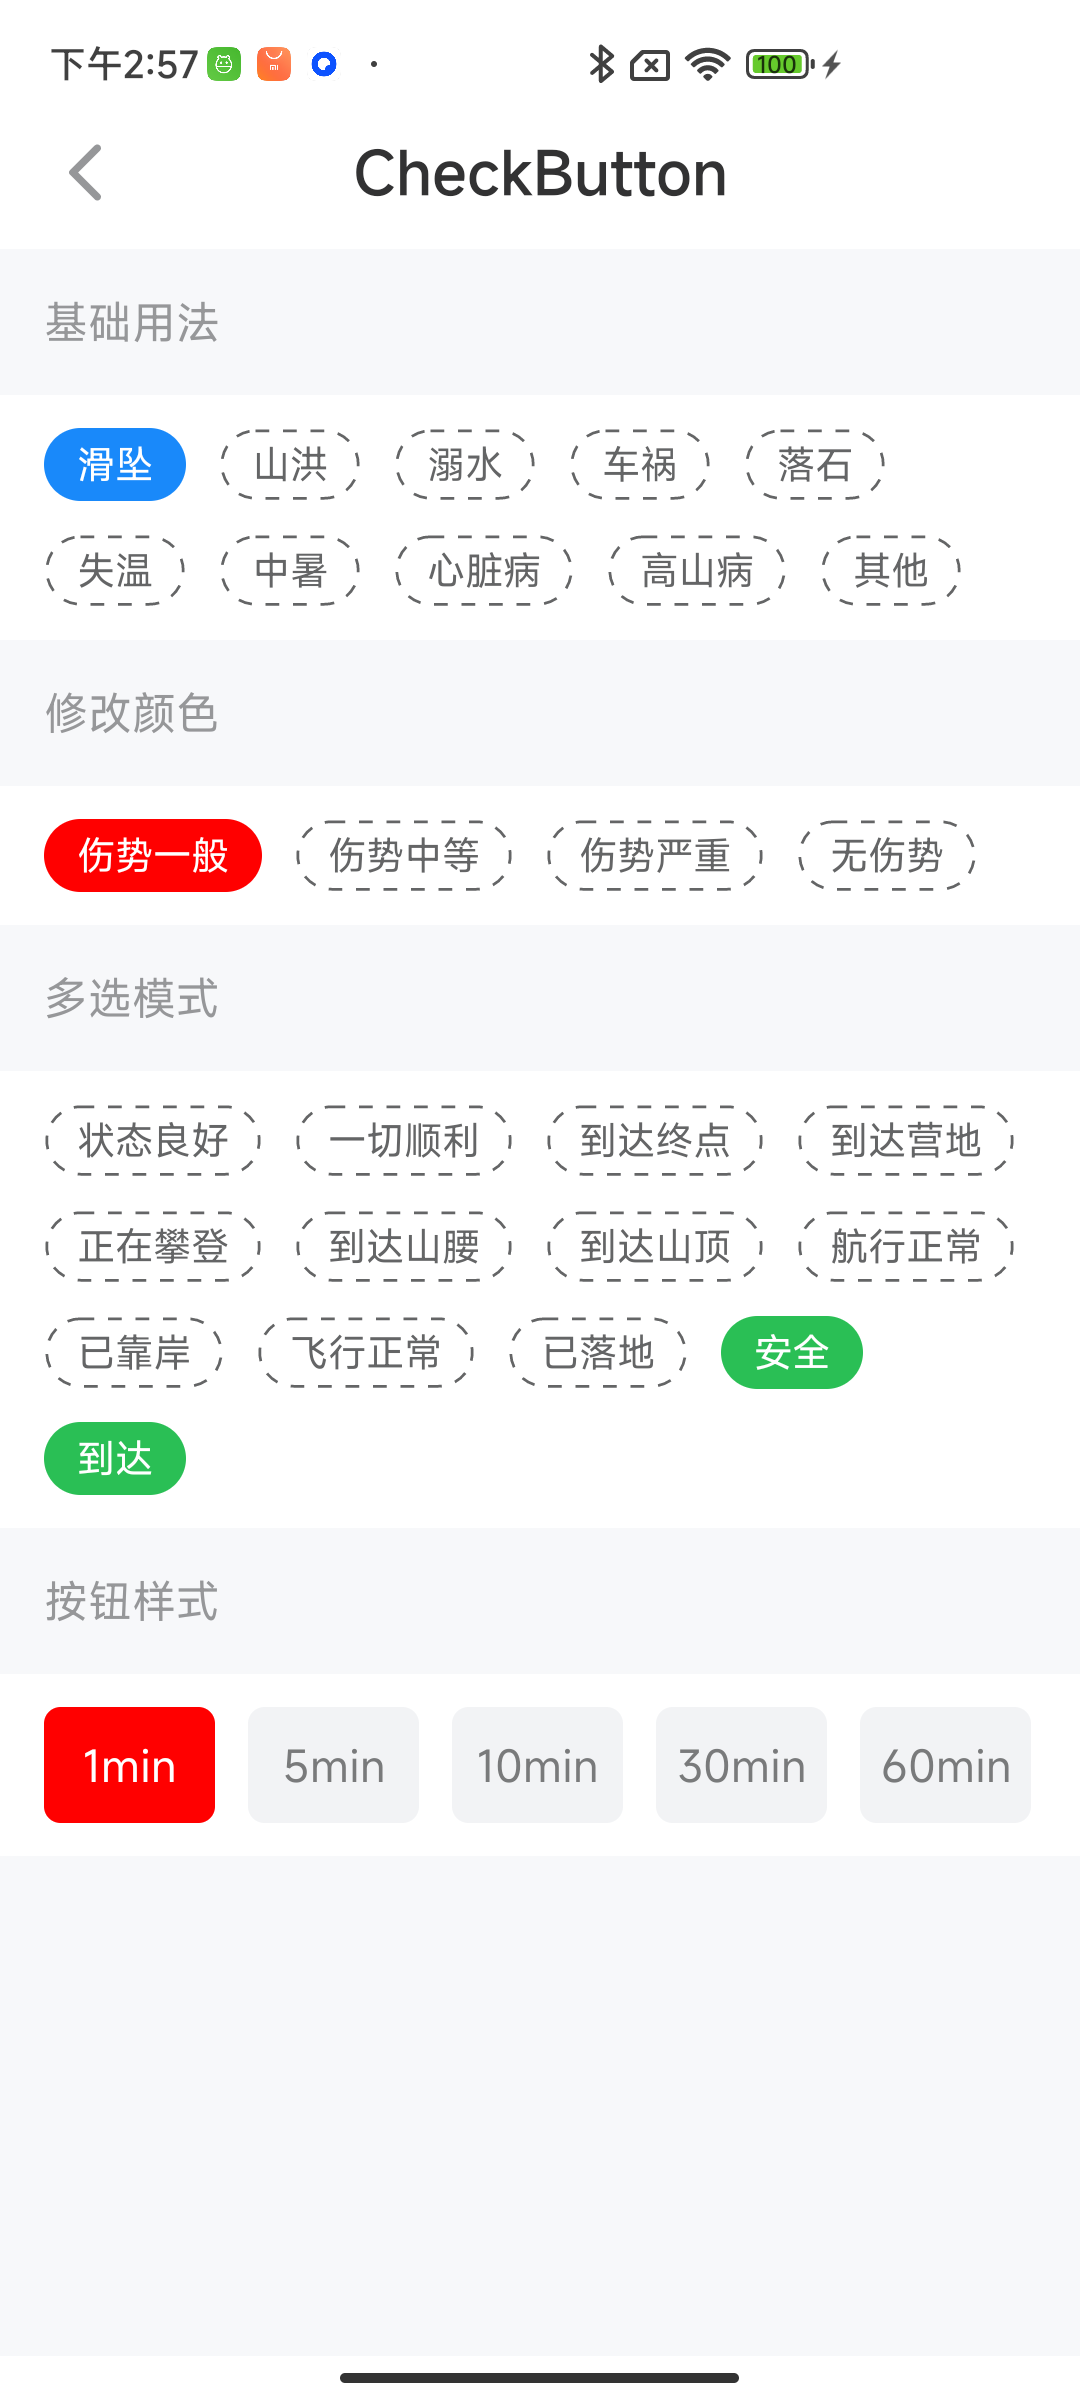 下午2:57 100
CheckButton
基础用法
滑坠 山洪 溺水 车祸 落石
失温 中暑 心脏病 高山病 其他
修改颜色
伤势一般 伤势中等 伤势严重 无伤势
多选模式
状态良好 一切顺利 到达终点 到达营地
正在攀登 到达山腰 到达山顶 航行正常
已靠岸 飞行正常 已落地 安全
到达
按钮样式
1min 5min 10min 30min 60min